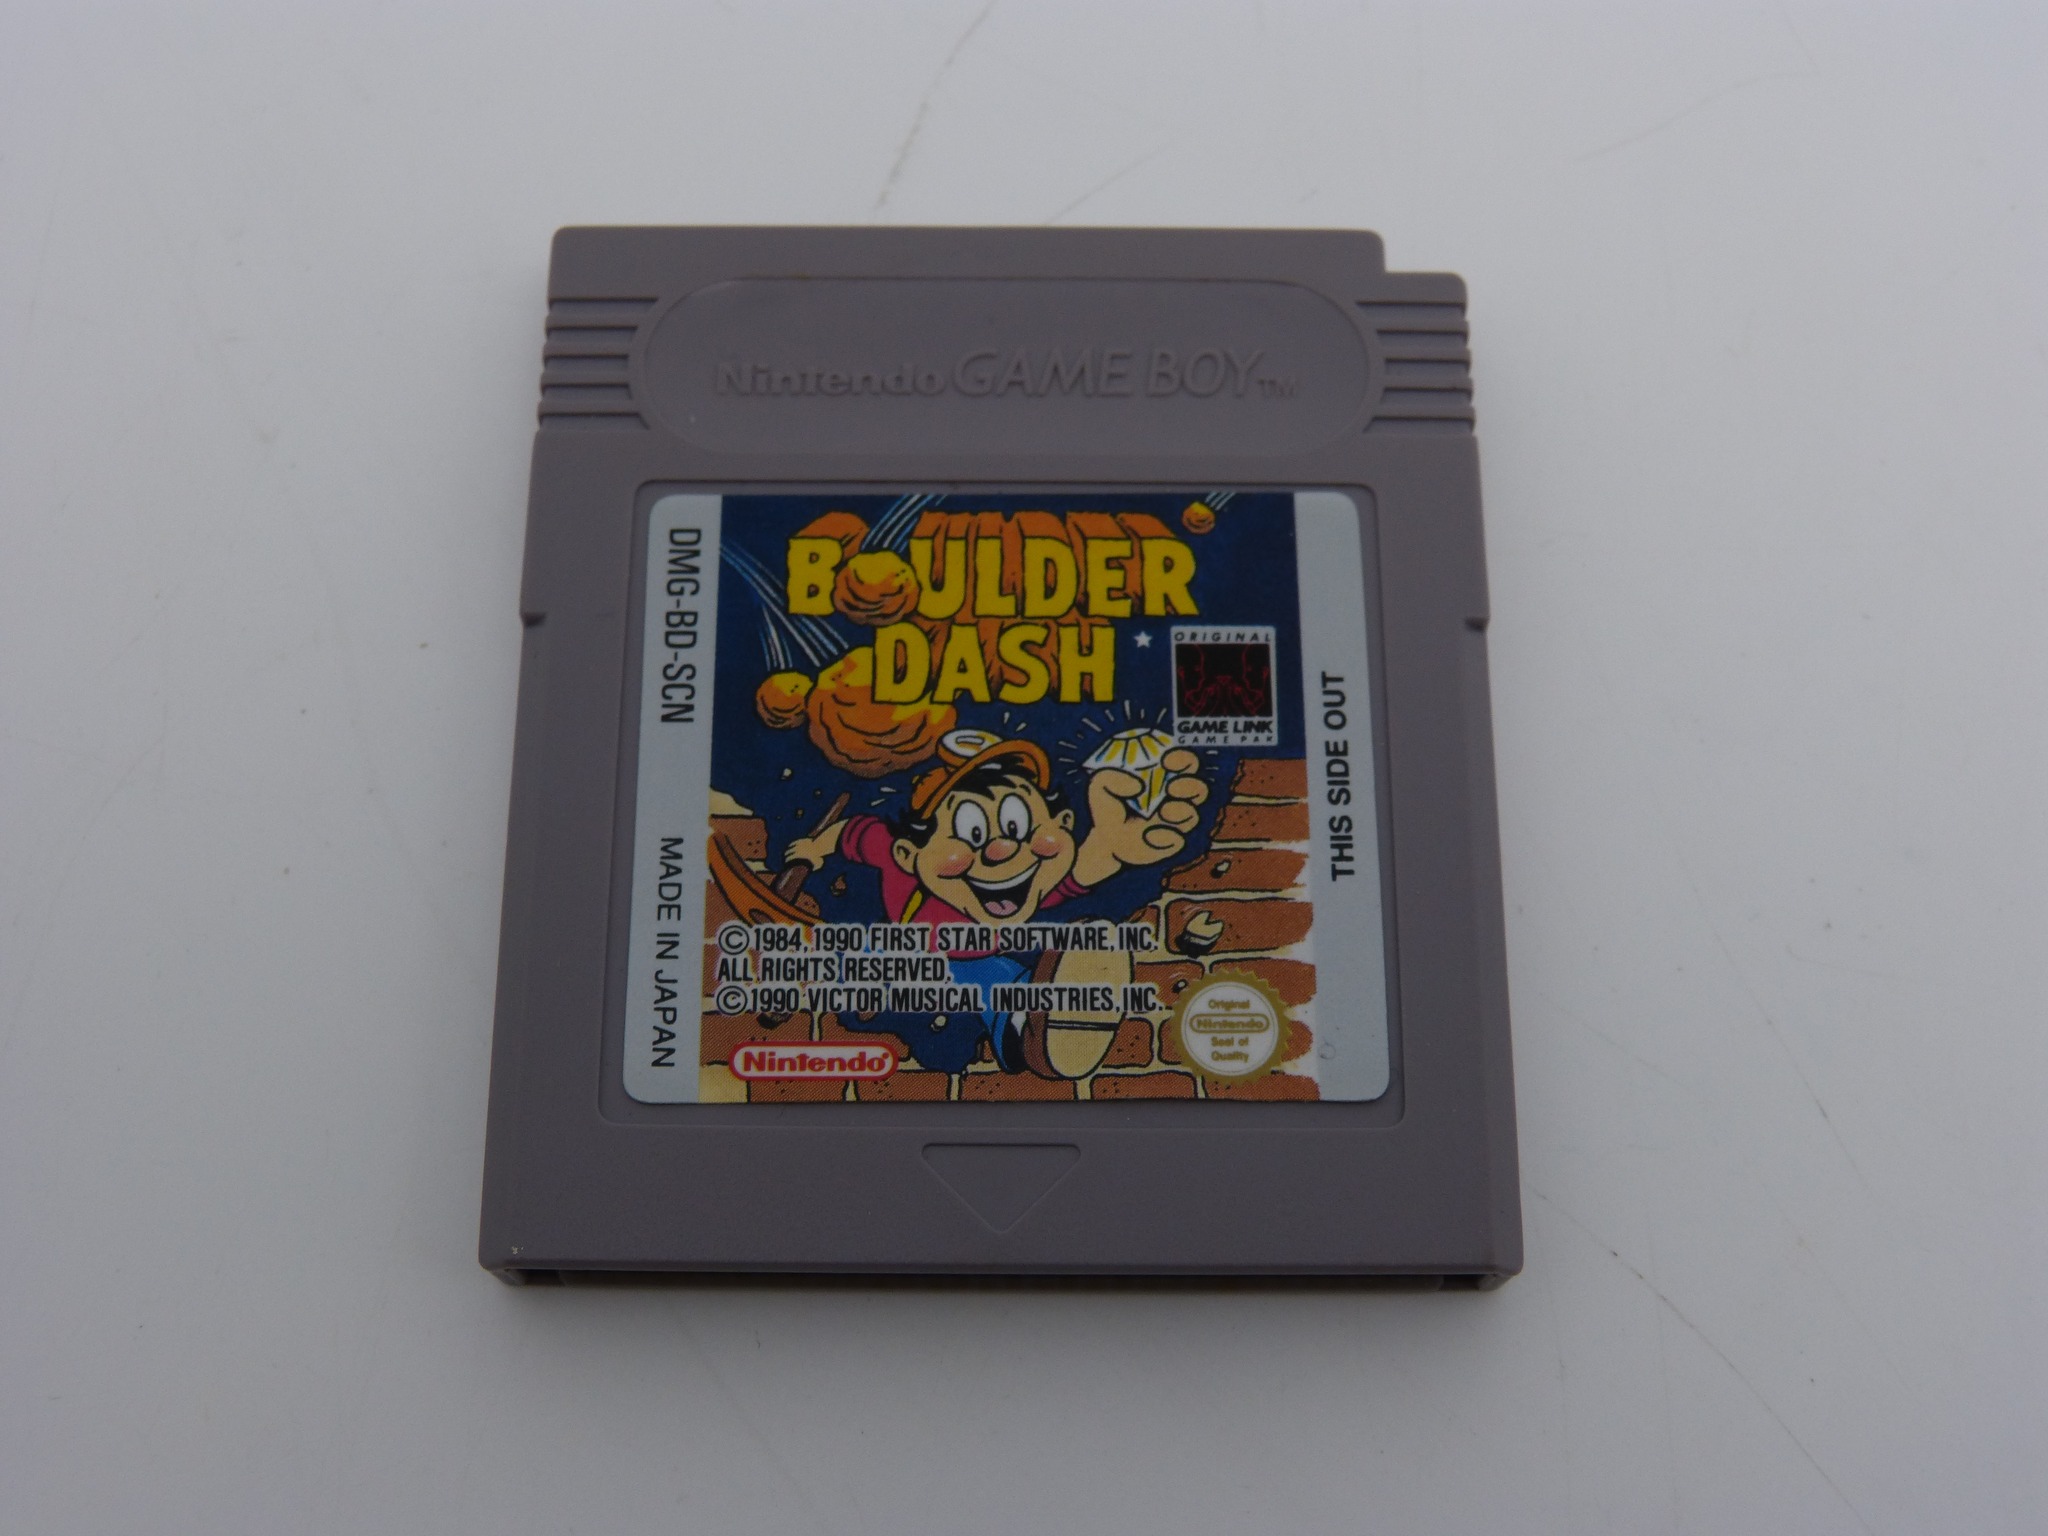 Nintendo GAME BOY TM
DMG-BD-SCN
MADE IN JAPAN
BOULDER
DASH
ORIGINAL
GAME LINK
GAME PAK
THIS SIDE OUT
©1984, 1990 FIRST STAR SOFTWARE, INC.
ALL RIGHTS RESERVED.
©1990 VICTOR MUSICAL INDUSTRIES, INC.
Nintendo®
Original
Nintendo
Seal of
Quality